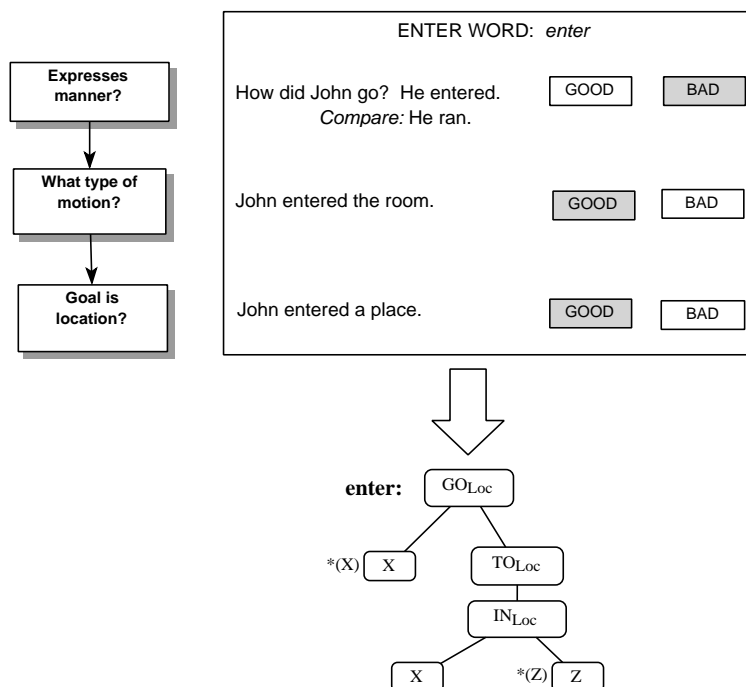 ENTER WORD: enter
Expresses
manner?
How did John go? He entered.
GOOD
BAD
Compare: He ran.
What type of
motion?
John entered the room.
GOOD
BAD
Goal is
location?
John entered a place.
GOOD
BAD
enter:
GOLoc
*(X)
X
TOLoc
INLoc
X
*(Z)
Z